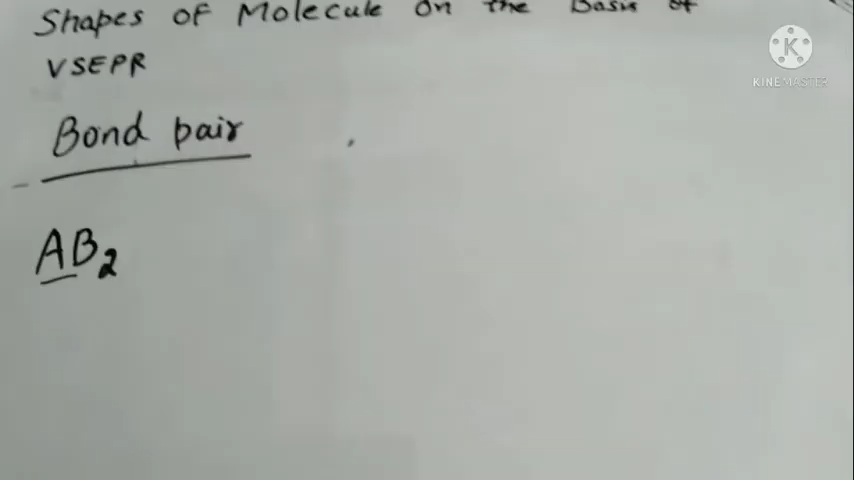 Shapes of Molecule on the Basis of
VSEPR
Bond pair
AB2
K
KINEMASTER